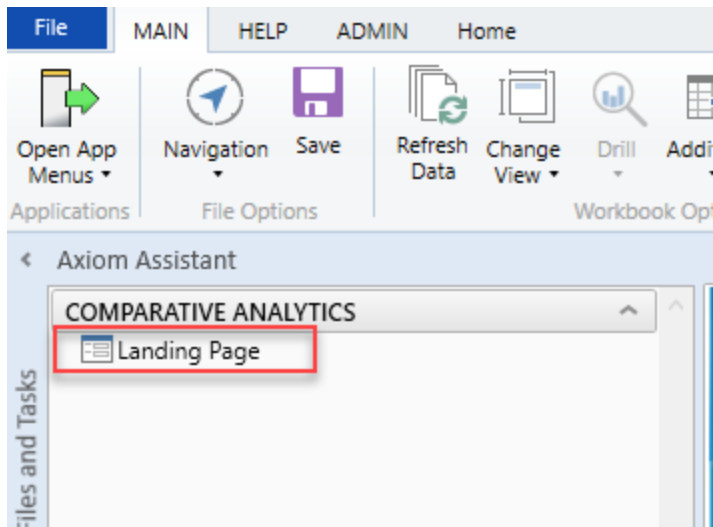 File MAIN HELP ADMIN Home
Open App Menus
Navigation
Save
Refresh Data
Change View
Drill
Applications
File Options
Axiom Assistant
COMPARATIVE ANALYTICS
Landing Page
Files and Tasks